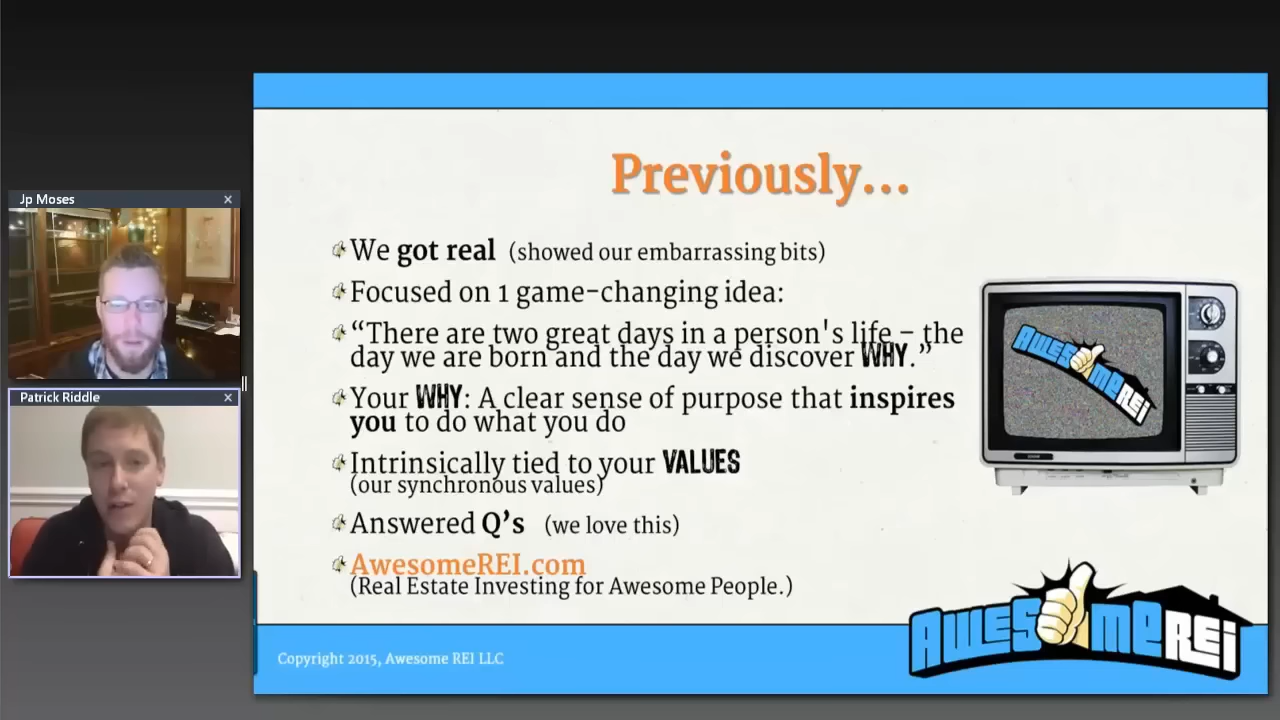 Jp Moses
Patrick Riddle
Previously...
We got real (showed our embarrassing bits)
Focused on 1 game-changing idea:
“There are two great days in a person's life – the
day we are born and the day we discover WHY.”
Your WHY: A clear sense of purpose that inspires
you to do what you do
Intrinsically tied to your VALUES
(our synchronous values)
Answered Q’s (we love this)
AwesomeREI.com
(Real Estate Investing for Awesome People.)
AWESOMEREI
AWESOMEREI
Copyright 2015, Awesome REI LLC